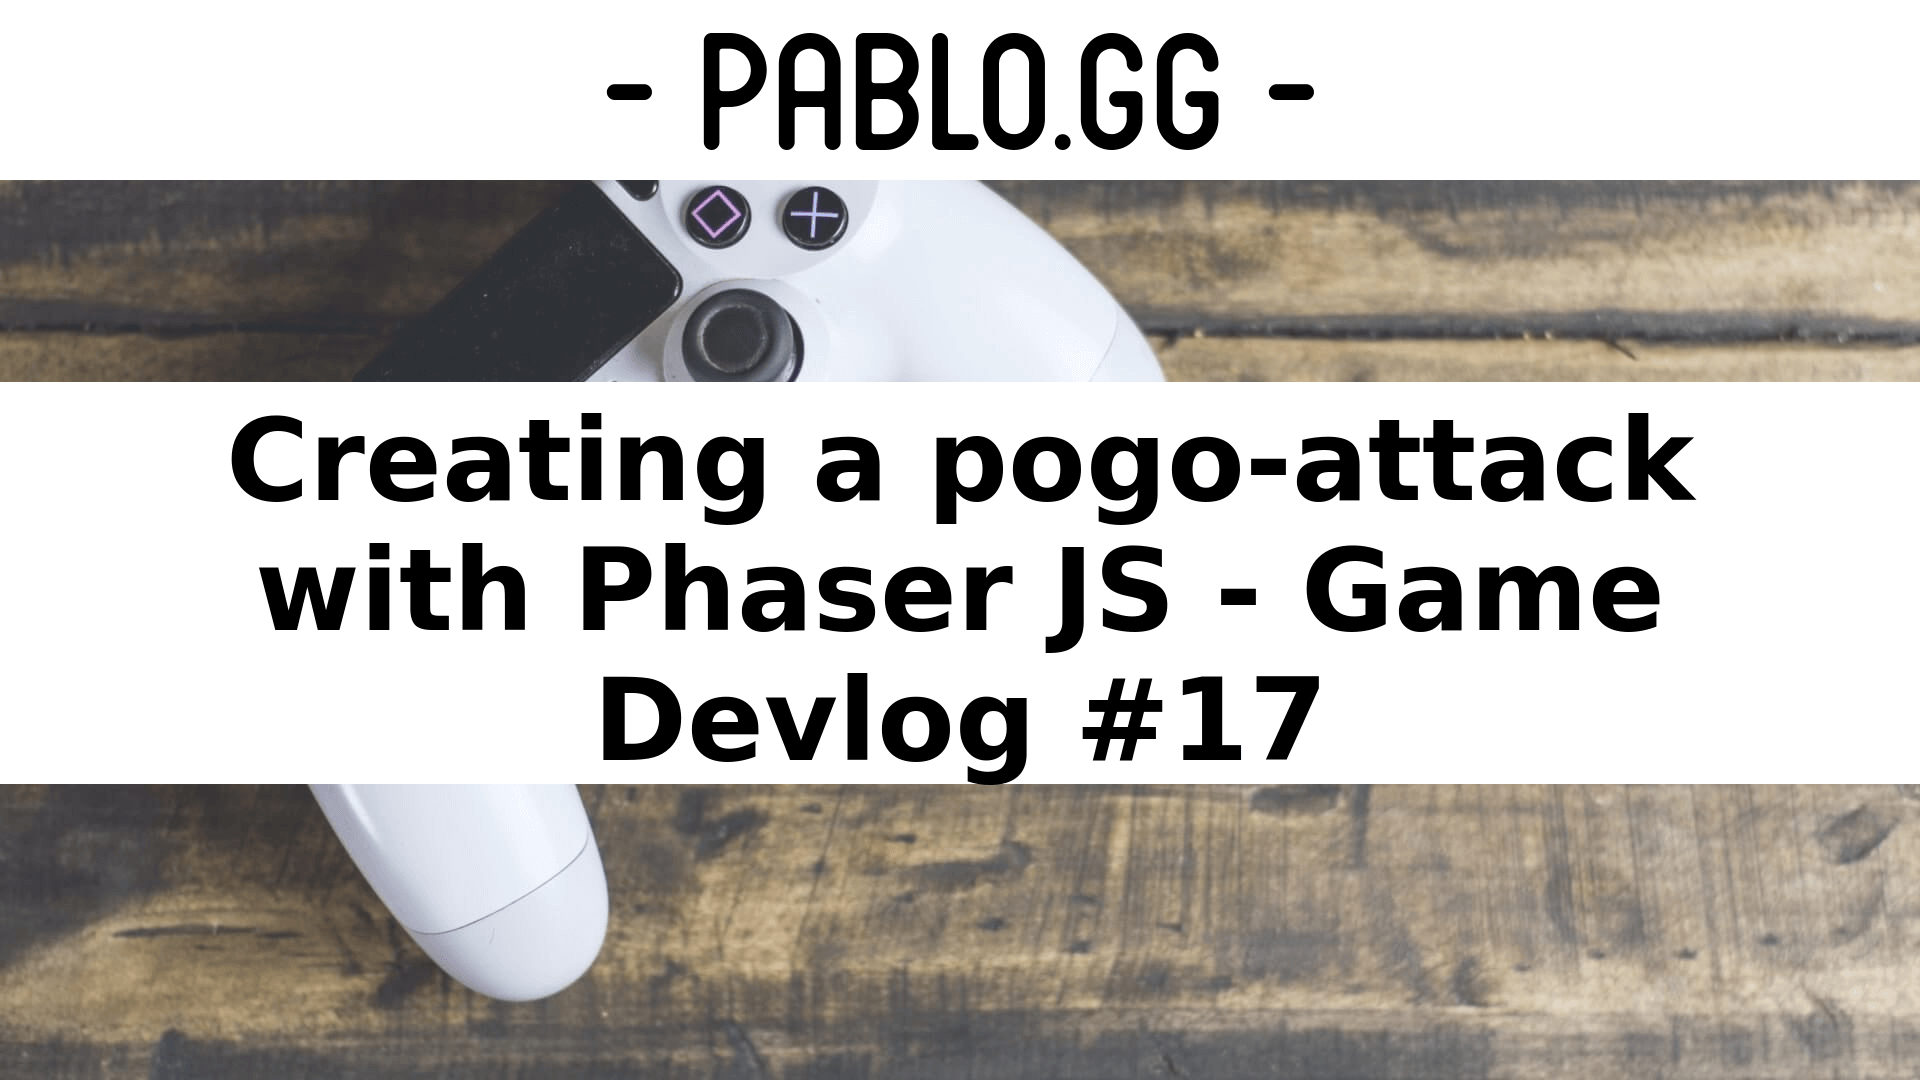 - PABLO.GG -
Creating a pogo-attack
with Phaser JS - Game
Devlog #17